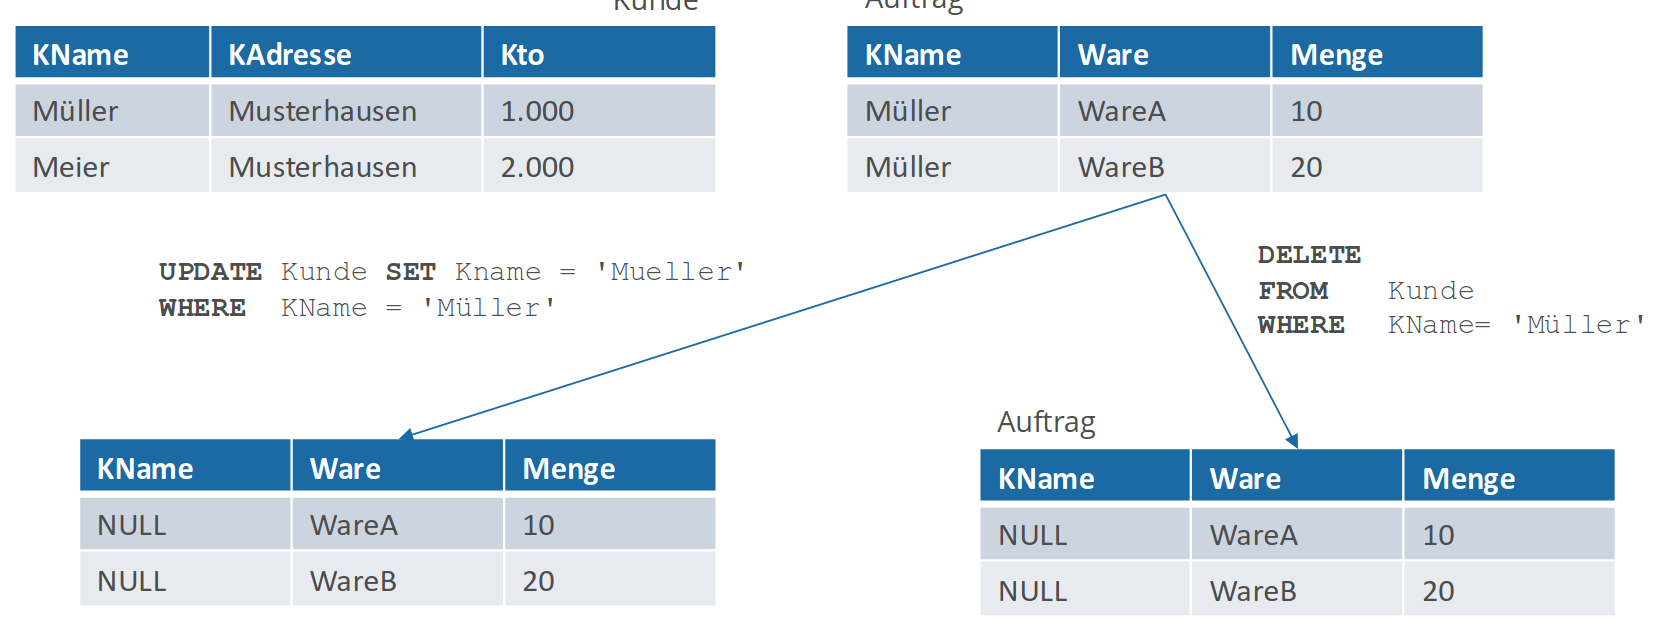 Kunde
Auftrag
KName KAdresse Kto
Müller Musterhausen 1.000
Meier Musterhausen 2.000
KName Ware Menge
Müller WareA 10
Müller WareB 20
UPDATE Kunde SET Kname = 'Mueller'
WHERE KName = 'Müller'
DELETE
FROM Kunde
WHERE KName= 'Müller'
KName Ware Menge
NULL WareA 10
NULL WareB 20
Auftrag
KName Ware Menge
NULL WareA 10
NULL WareB 20